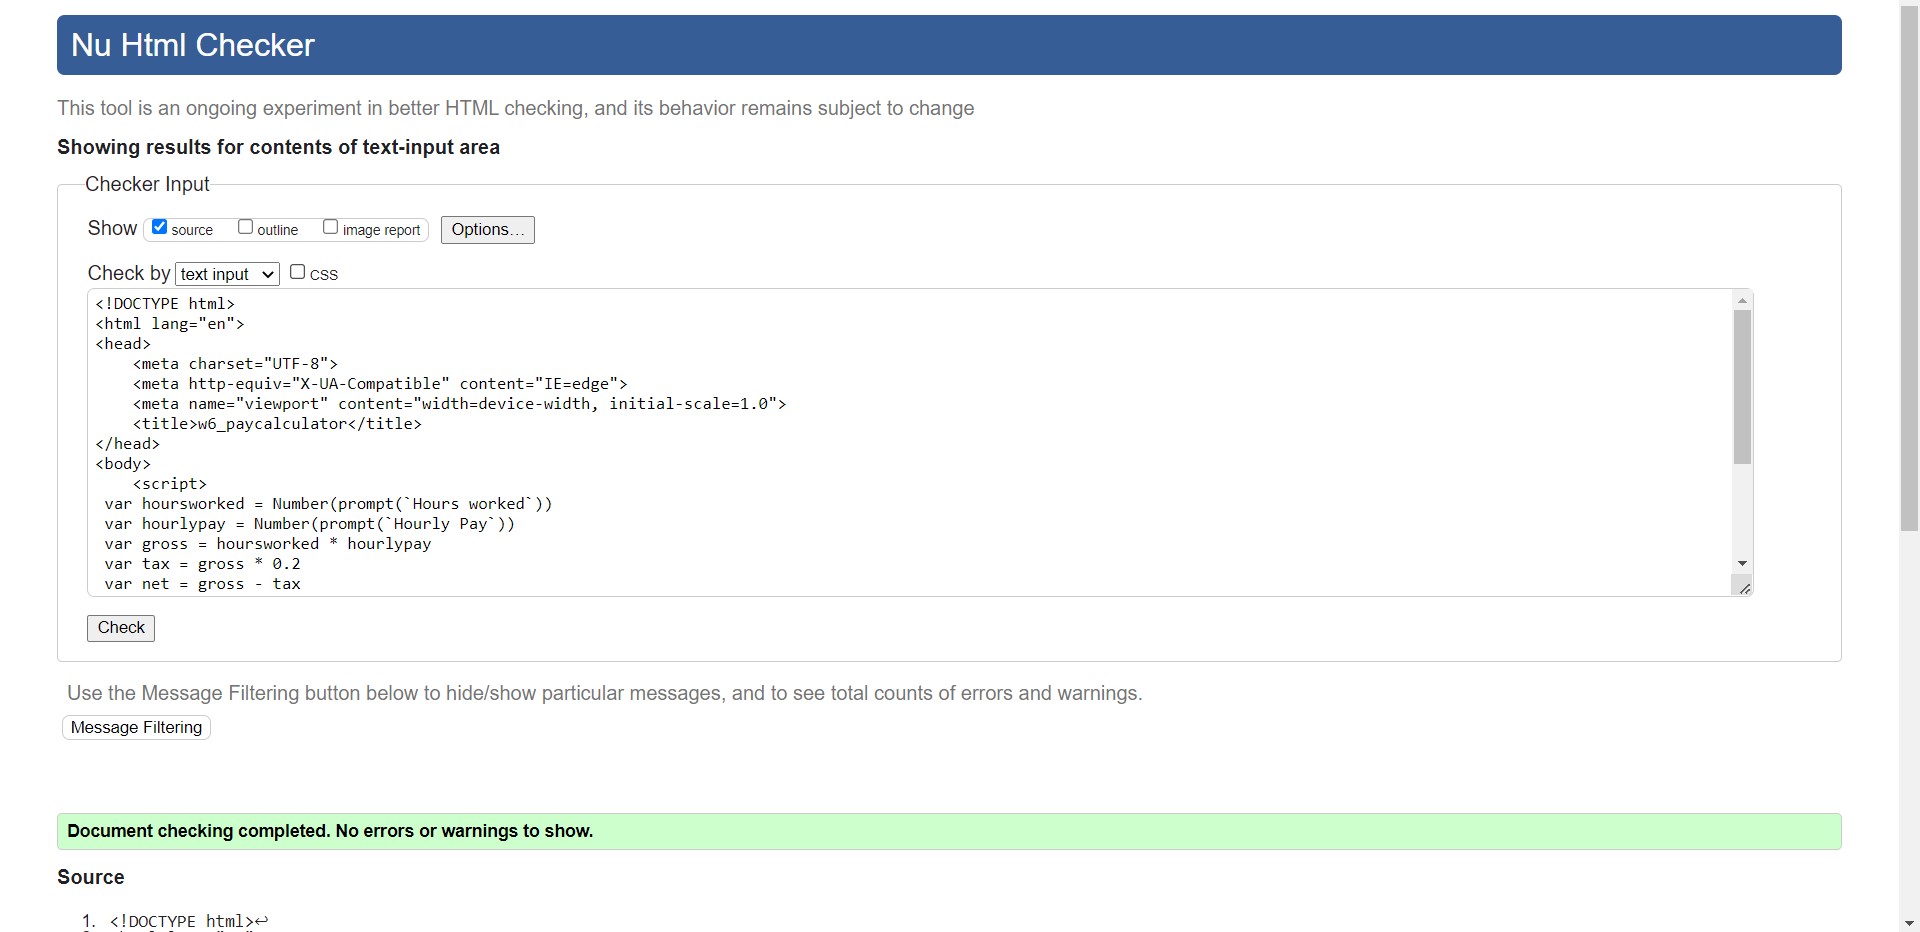 Nu Html Checker
This tool is an ongoing experiment in better HTML checking, and its behavior remains subject to change
Showing results for contents of text-input area
Checker Input
Show source outline image report Options...
Check by text input CSS
<!DOCTYPE html>
<html lang="en">
<head>
    <meta charset="UTF-8">
    <meta http-equiv="X-UA-Compatible" content="IE=edge">
    <meta name="viewport" content="width=device-width, initial-scale=1.0">
    <title>w6_paycalculator</title>
</head>
<body>
    <script>
 var hoursworked = Number(prompt(`Hours worked`))
 var hourlypay = Number(prompt(`Hourly Pay`))
 var gross = hoursworked * hourlypay
 var tax = gross * 0.2
 var net = gross - tax
Check
Use the Message Filtering button below to hide/show particular messages, and to see total counts of errors and warnings.
Message Filtering
Document checking completed. No errors or warnings to show.
Source
1. <!DOCTYPE html>↩